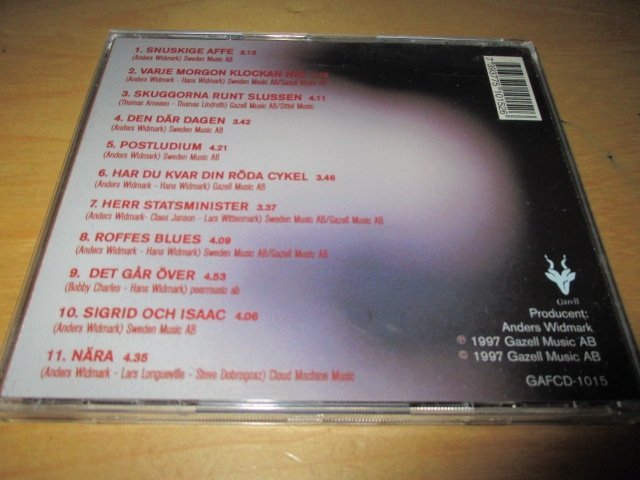 1. SNUSKIGE AFFE 3.13
(Anders Widmark) Sweden Music AB
2. VARJE MORGON KLOCKAN
(Anders Widmark - Hans Widmark) Sweden Music AB/Gazell Music AB
3. SKUGGORNA RUNT SLUSSEN 4.11
(Thomas Arnesen - Thomas Lindroth) Gazell Music AB/Sittel Music
4. DEN DÄR DAGEN 3.42
(Anders Widmark) Sweden Music AB
5. POSTLUDIUM 4.21
(Anders Widmark) Sweden Music AB
6. HAR DU KVAR DIN RÖDA CYKEL 3.46
(Anders Widmark - Hans Widmark) Gazell Music AB
7. HERR STATSMINISTER 3.37
(Anders Widmark- Claes Janson - Lars Wittenmark) Sweden Music AB/Gazell Music AB
8. ROFFES BLUES 4.09
(Anders Widmark - Hans Widmark) Sweden Music AB/Gazell Music AB
9. DET GÅR ÖVER 4.53
(Bobby Charles - Hans Widmark) peermusic ab
10. SIGRID OCH ISAAC 4.06
(Anders Widmark) Sweden Music AB
11. NÄRA 4.35
(Anders Widmark - Lars Longueville - Steve Dobrogosz) Cloud Machine Music
Gazell
Producent:
Anders Widmark
℗ 1997 Gazell Music AB
© 1997 Gazell Music AB
GAFCD-1015